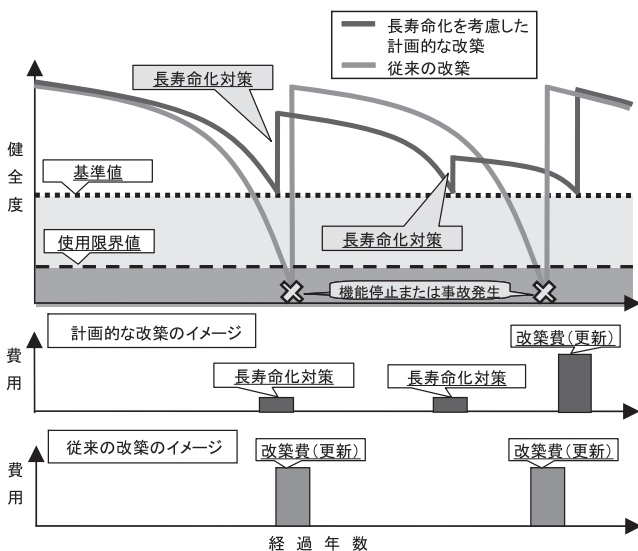 長寿命化を考慮した
計画的な改築
従来の改築
長寿命化対策
健全度
基準値
長寿命化対策
使用限界値
機能停止または事故発生
計画的な改築のイメージ
改築費(更新)
費用
長寿命化対策
長寿命化対策
従来の改築のイメージ
改築費(更新)
改築費(更新)
費用
経過年数